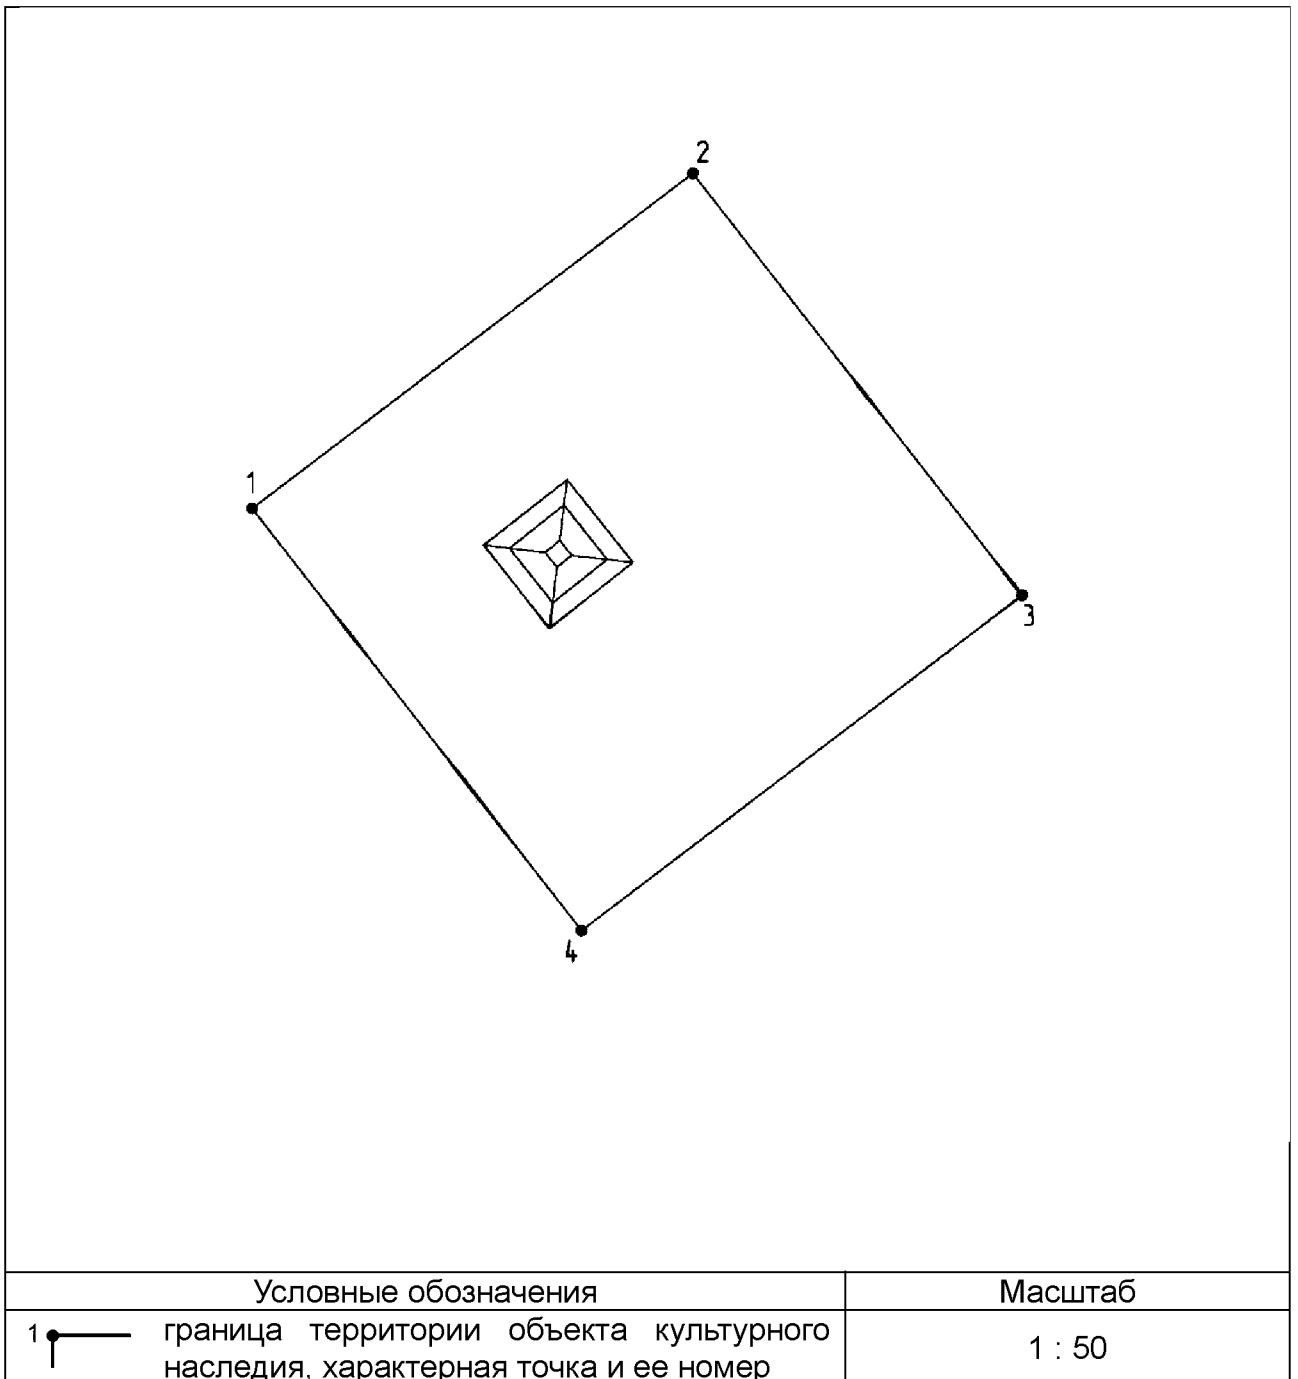 2
1
3
4
Условные обозначения
Масштаб
1
граница территории объекта культурного
наследия, характерная точка и ее номер
1 : 50